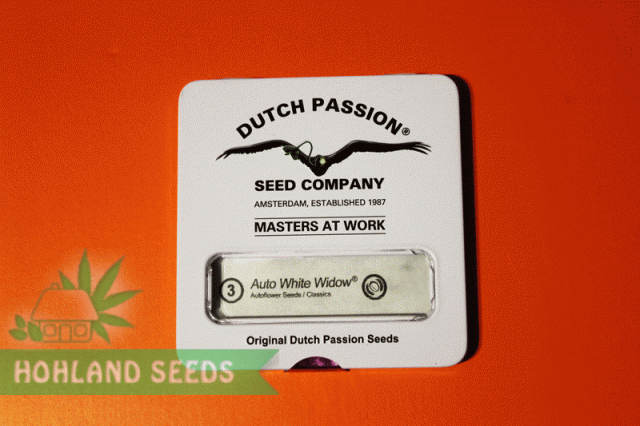 DUTCH PASSION®
SEED COMPANY
AMSTERDAM, ESTABLISHED 1987
MASTERS AT WORK
3
Auto White Widow®
Autoflower Seeds / Classics
Original Dutch Passion Seeds
HOHLAND SEEDS